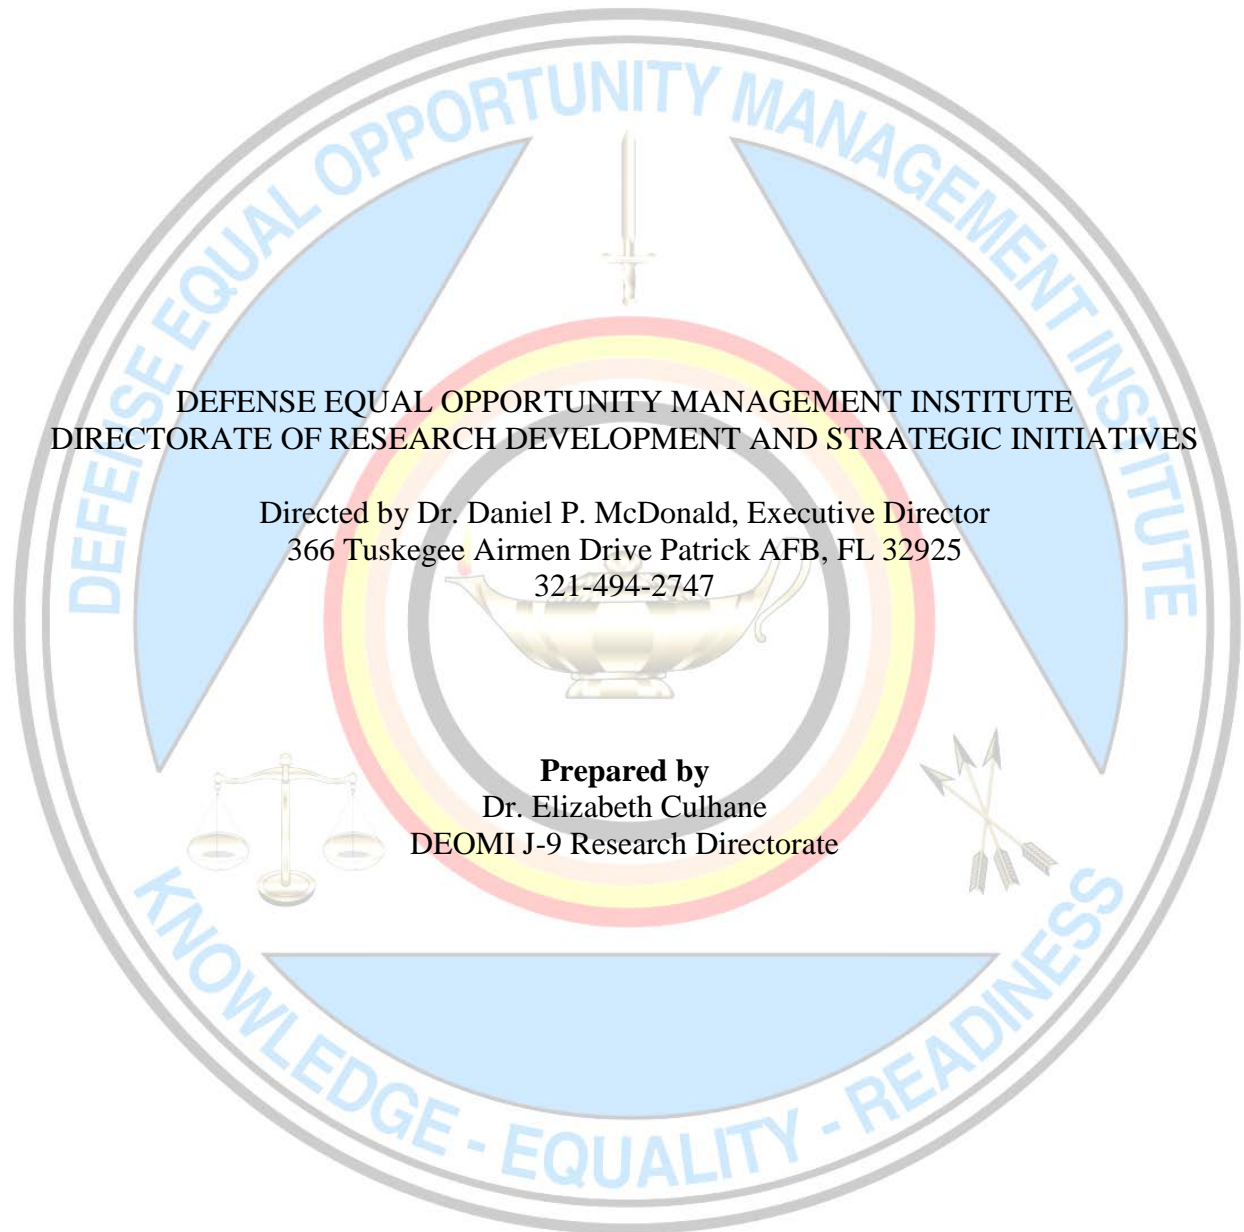 DEFENSE EQUAL OPPORTUNITY MANAGEMENT INSTITUTE
DEFENSE EQUAL OPPORTUNITY MANAGEMENT INSTITUTE
DIRECTORATE OF RESEARCH DEVELOPMENT AND STRATEGIC INITIATIVES
Directed by Dr. Daniel P. McDonald, Executive Director
366 Tuskegee Airmen Drive Patrick AFB, FL 32925
321-494-2747
Prepared by
Dr. Elizabeth Culhane
DEOMI J-9 Research Directorate
KNOWLEDGE - EQUALITY - READINESS